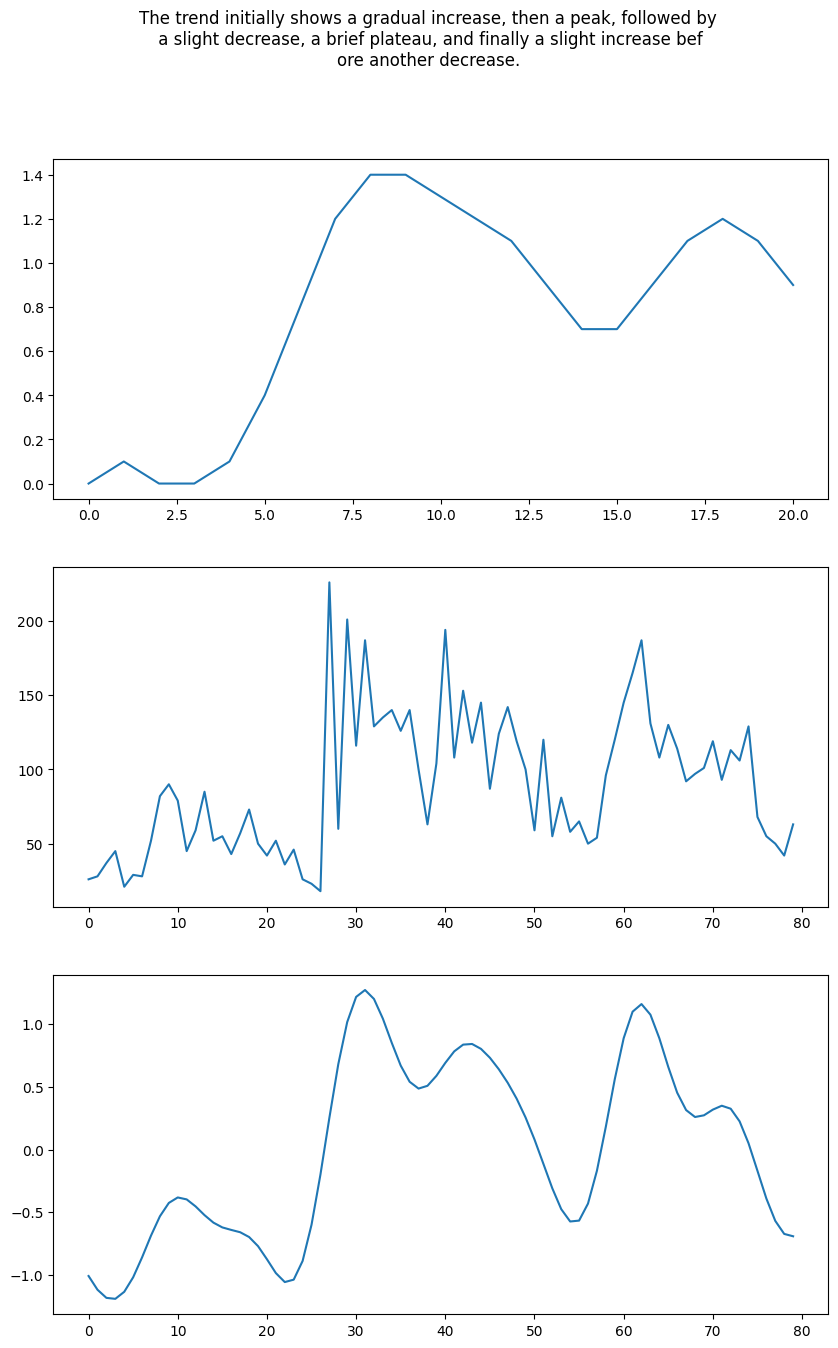 The trend initially shows a gradual increase, then a peak, followed by
a slight decrease, a brief plateau, and finally a slight increase bef
ore another decrease.
1.4
1.2
1.0
0.8
0.6
0.4
0.2
0.0
0.0 2.5 5.0 7.5 10.0 12.5 15.0 17.5 20.0
200
150
100
50
0 10 20 30 40 50 60 70 80
1.0
0.5
0.0
−0.5
−1.0
0 10 20 30 40 50 60 70 80